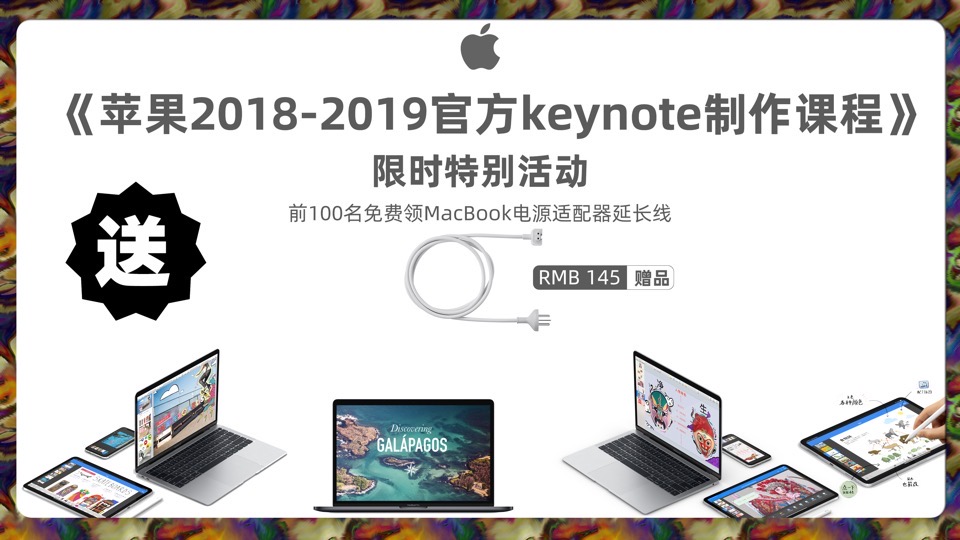 《苹果2018-2019官方keynote制作课程》
限时特别活动
前100名免费领MacBook电源适配器延长线
送
RMB 145 赠品
Discovering
GALÁPAGOS